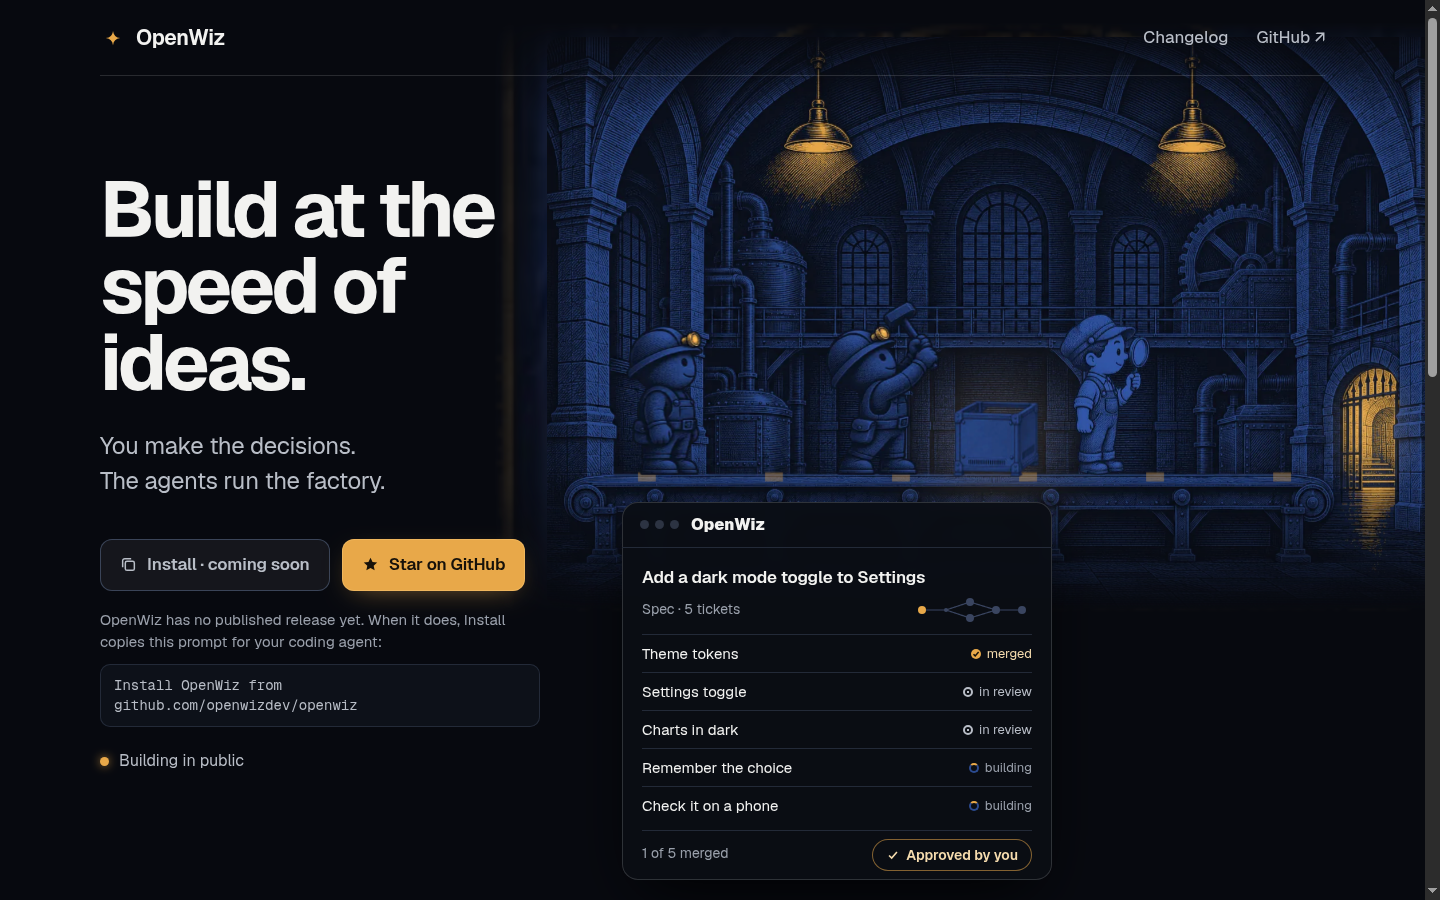 OpenWiz
Changelog
GitHub ↗
Build at the
speed of
ideas.
You make the decisions.
The agents run the factory.
Install · coming soon
Star on GitHub
OpenWiz has no published release yet. When it does, Install
copies this prompt for your coding agent:
Install OpenWiz from
github.com/openwizdev/openwiz
Building in public
OpenWiz
Add a dark mode toggle to Settings
Spec · 5 tickets
Theme tokens
merged
Settings toggle
in review
Charts in dark
in review
Remember the choice
building
Check it on a phone
building
1 of 5 merged
Approved by you